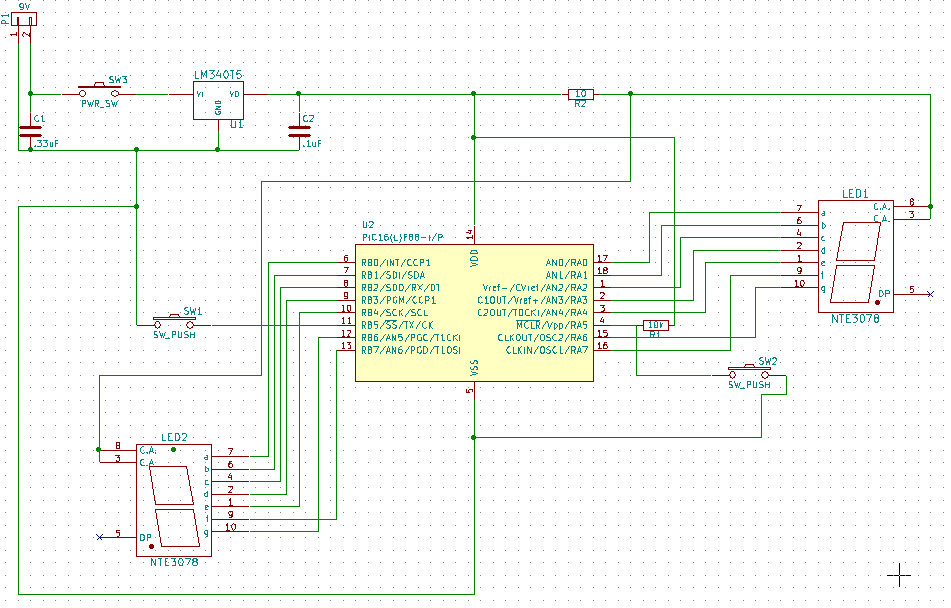 9V
P1
1
2
SW3
PWR_SW
LM340T5
VI
VO
GND
U1
C1
.33uF
C2
.1uF
10
R2
U2
PIC16(L)F88-I/P
14
VDD
6 RB0/INT/CCP1
7 RB1/SDI/SDA
8 RB2/SDO/RX/DT
9 RB3/PGM/CCP1
10 RB4/SCK/SCL
11 RB5/SS/TX/CK
12 RB6/AN5/PGC/T1CKI
13 RB7/AN6/PGD/T1OSI
AN0/RA0 17
AN1/RA1 18
Vref-/CVref/AN2/RA2 1
C1OUT/Vref+/AN3/RA3 2
C2OUT/T0CKI/AN4/RA4 3
MCLR/Vpp/RA5 4
CLKOUT/OSC2/RA6 15
CLKIN/OSC1/RA7 16
VSS
5
10k
R1
SW1
SW_PUSH
SW2
SW_PUSH
LED1
7 a
6 b
4 c
2 d
1 e
9 f
10 g
C.A. 8
C.A. 3
DP 5
NTE3078
LED2
8 C.A.
3 C.A.
5 DP
a 7
b 6
c 4
d 2
e 1
f 9
g 10
NTE3078